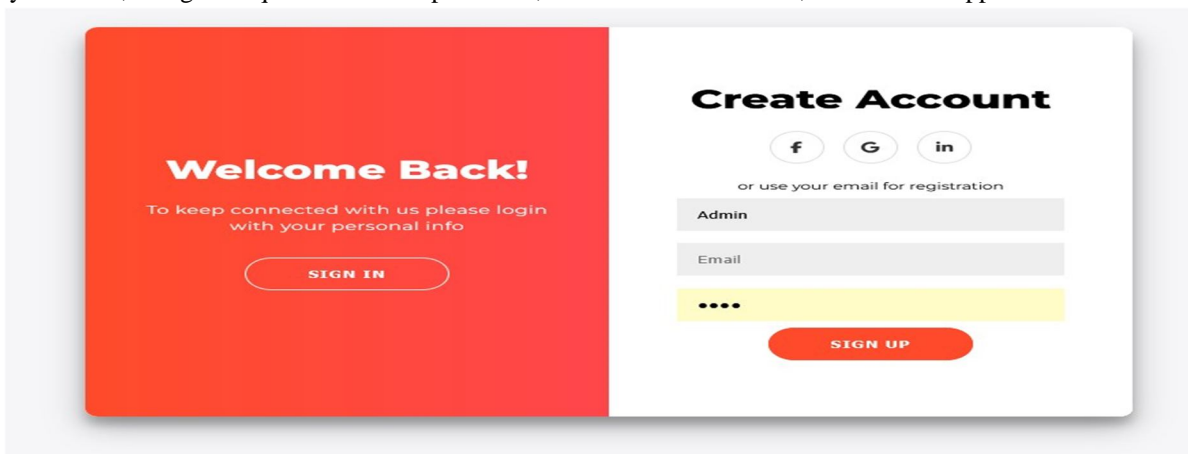 Welcome Back!
To keep connected with us please login
with your personal info
SIGN IN
Create Account
f G in
or use your email for registration
Admin
Email
••••
SIGN UP